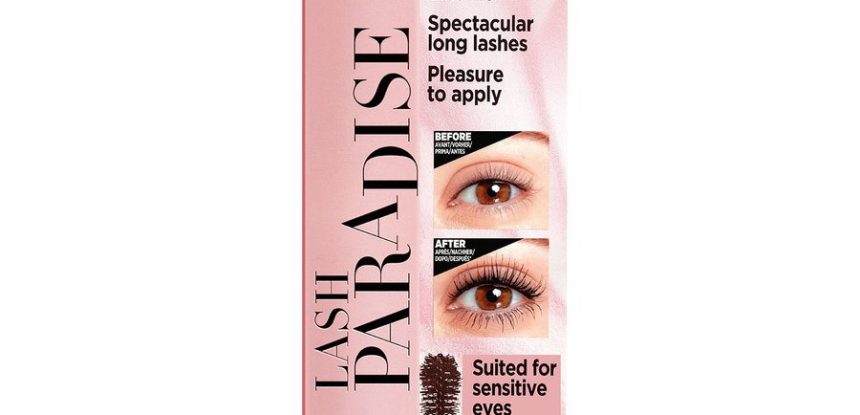 LASH
PARADISE
Spectacular
long lashes
Pleasure
to apply
BEFORE
AVANT/VORHER/
PRIMA/ANTES
AFTER
APRÈS/NACHHER/
DOPO/DESPUÉS*
Suited for
sensitive
eyes